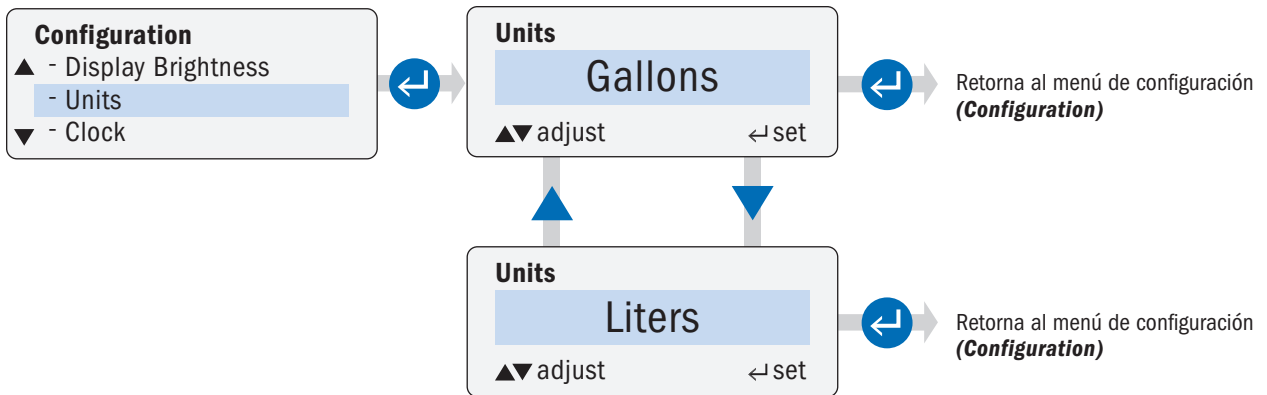 Configuration
▲ - Display Brightness
- Units
▼ - Clock
Units
Gallons
▲▼ adjust ↵ set
Retorna al menú de configuración
(Configuration)
Units
Liters
▲▼ adjust ↵ set
Retorna al menú de configuración
(Configuration)